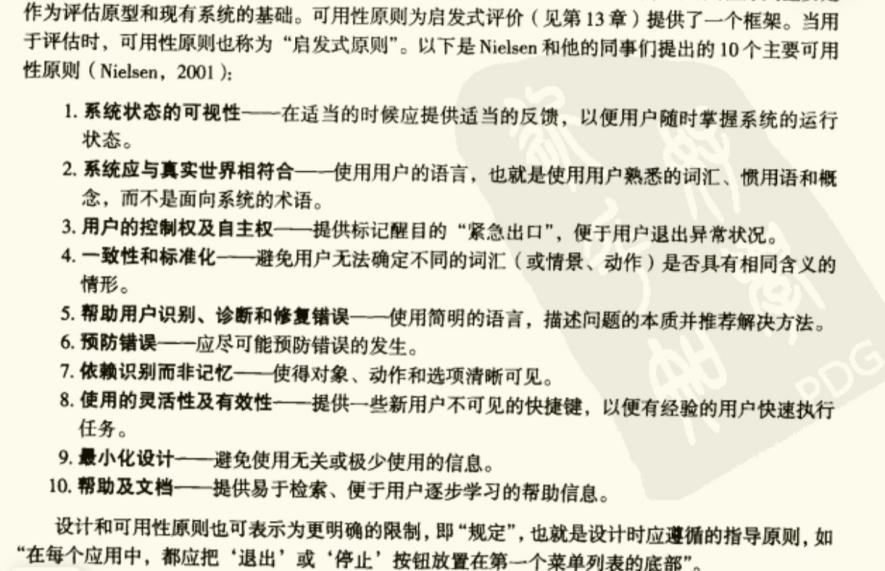 作为评估原型和现有系统的基础。可用性原则为启发式评价（见第13章）提供了一个框架。当用
于评估时，可用性原则也称为“启发式原则”。以下是Nielsen和他的同事们提出的10个主要可用
性原则（Nielsen，2001）：
1. 系统状态的可视性——在适当的时候应提供适当的反馈，以便用户随时掌握系统的运行
状态。
2. 系统应与真实世界相符合——使用用户的语言，也就是使用用户熟悉的词汇、惯用语和概
念，而不是面向系统的术语。
3. 用户的控制权及自主权——提供标记醒目的“紧急出口”，便于用户退出异常状况。
4. 一致性和标准化——避免用户无法确定不同的词汇（或情景、动作）是否具有相同含义的
情形。
5. 帮助用户识别、诊断和修复错误——使用简明的语言，描述问题的本质并推荐解决方法。
6. 预防错误——应尽可能预防错误的发生。
7. 依赖识别而非记忆——使得对象、动作和选项清晰可见。
8. 使用的灵活性及有效性——提供一些新用户不可见的快捷键，以便有经验的用户快速执行
任务。
9. 最小化设计——避免使用无关或极少使用的信息。
10. 帮助及文档——提供易于检索、便于用户逐步学习的帮助信息。
设计和可用性原则也可表示为更明确的限制，即“规定”，也就是设计时应遵循的指导原则，如
“在每个应用中，都应把‘退出’或‘停止’按钮放置在第一个菜单列表的底部”。
PDG